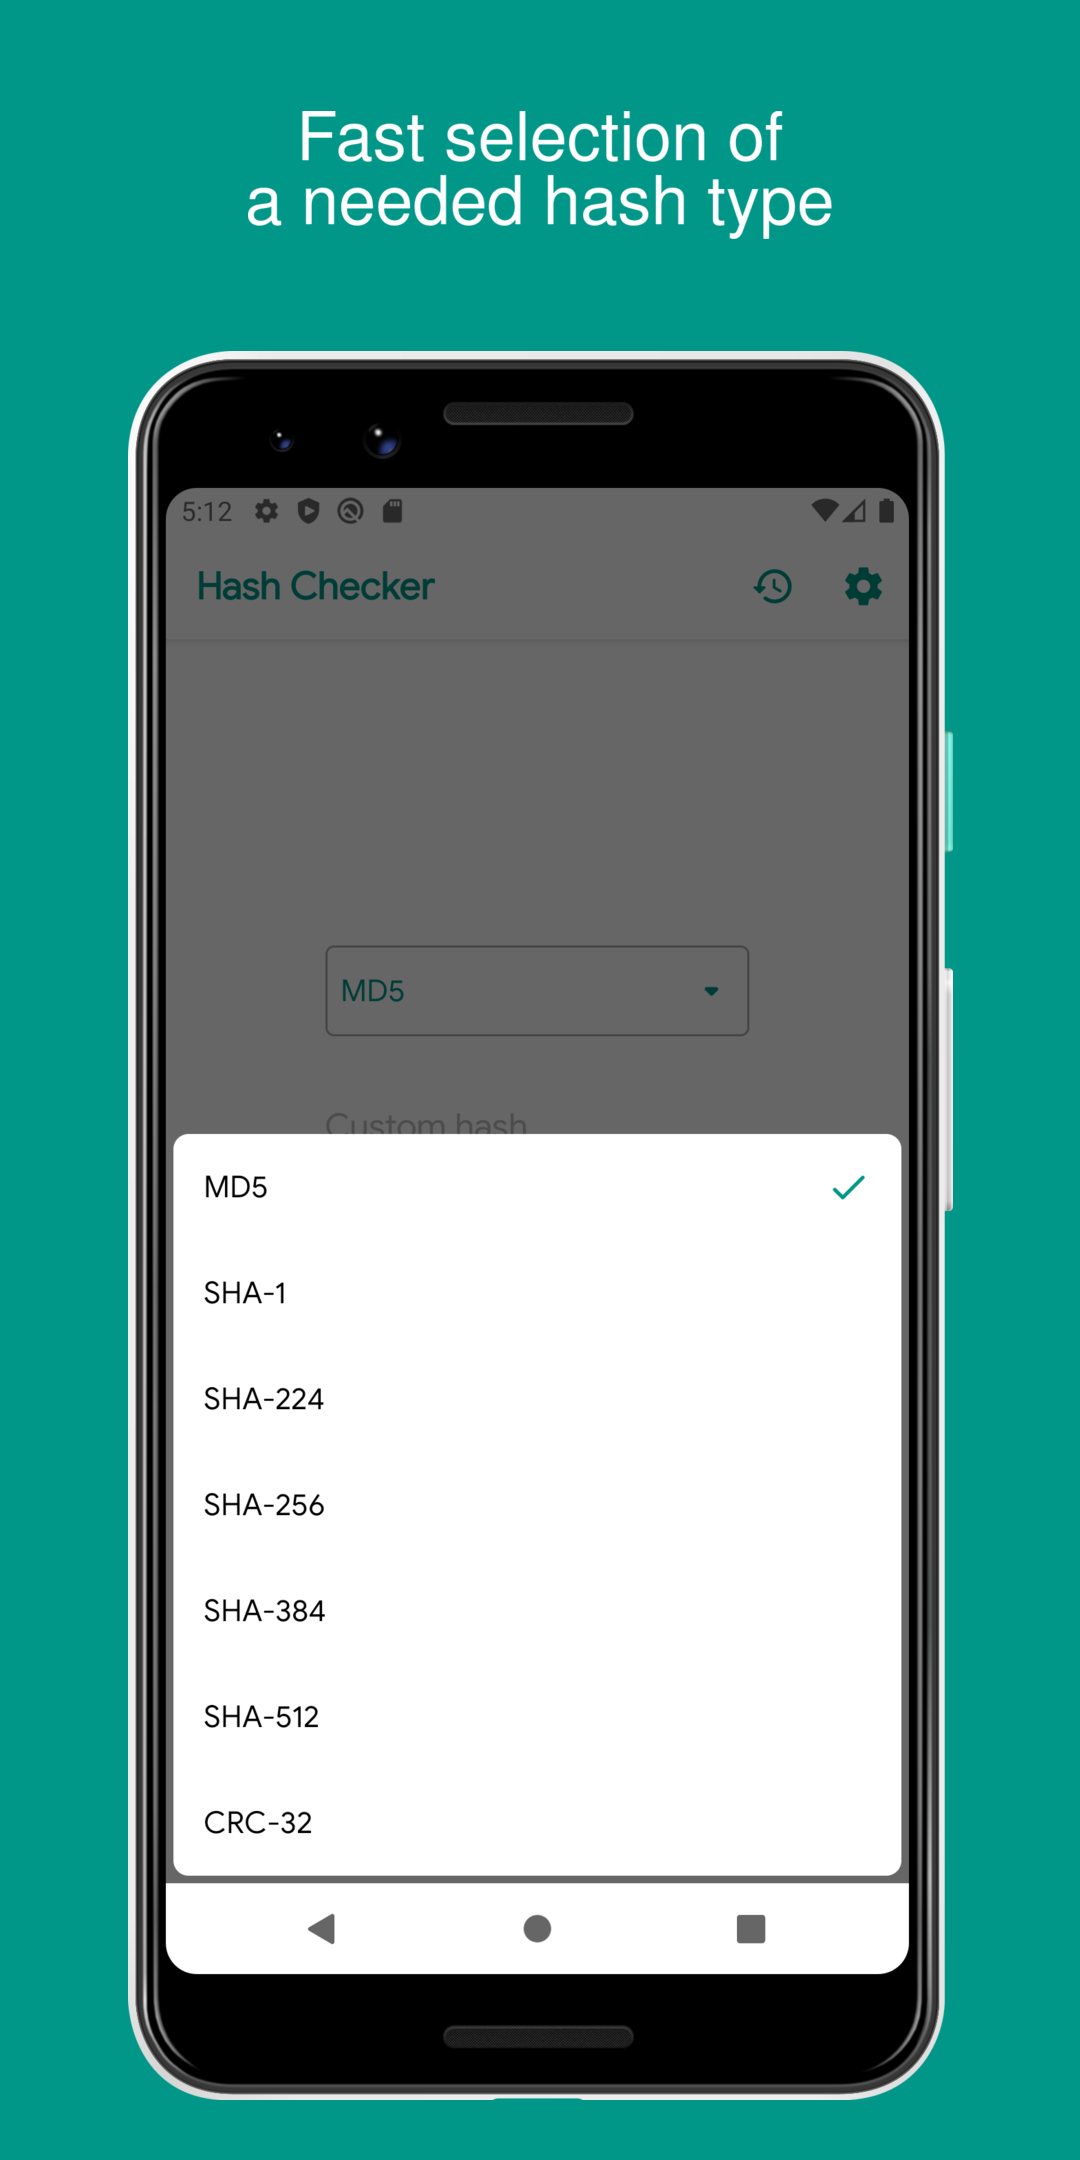 Fast selection of
a needed hash type
5:12
Hash Checker
MD5
Custom hash
MD5
SHA-1
SHA-224
SHA-256
SHA-384
SHA-512
CRC-32